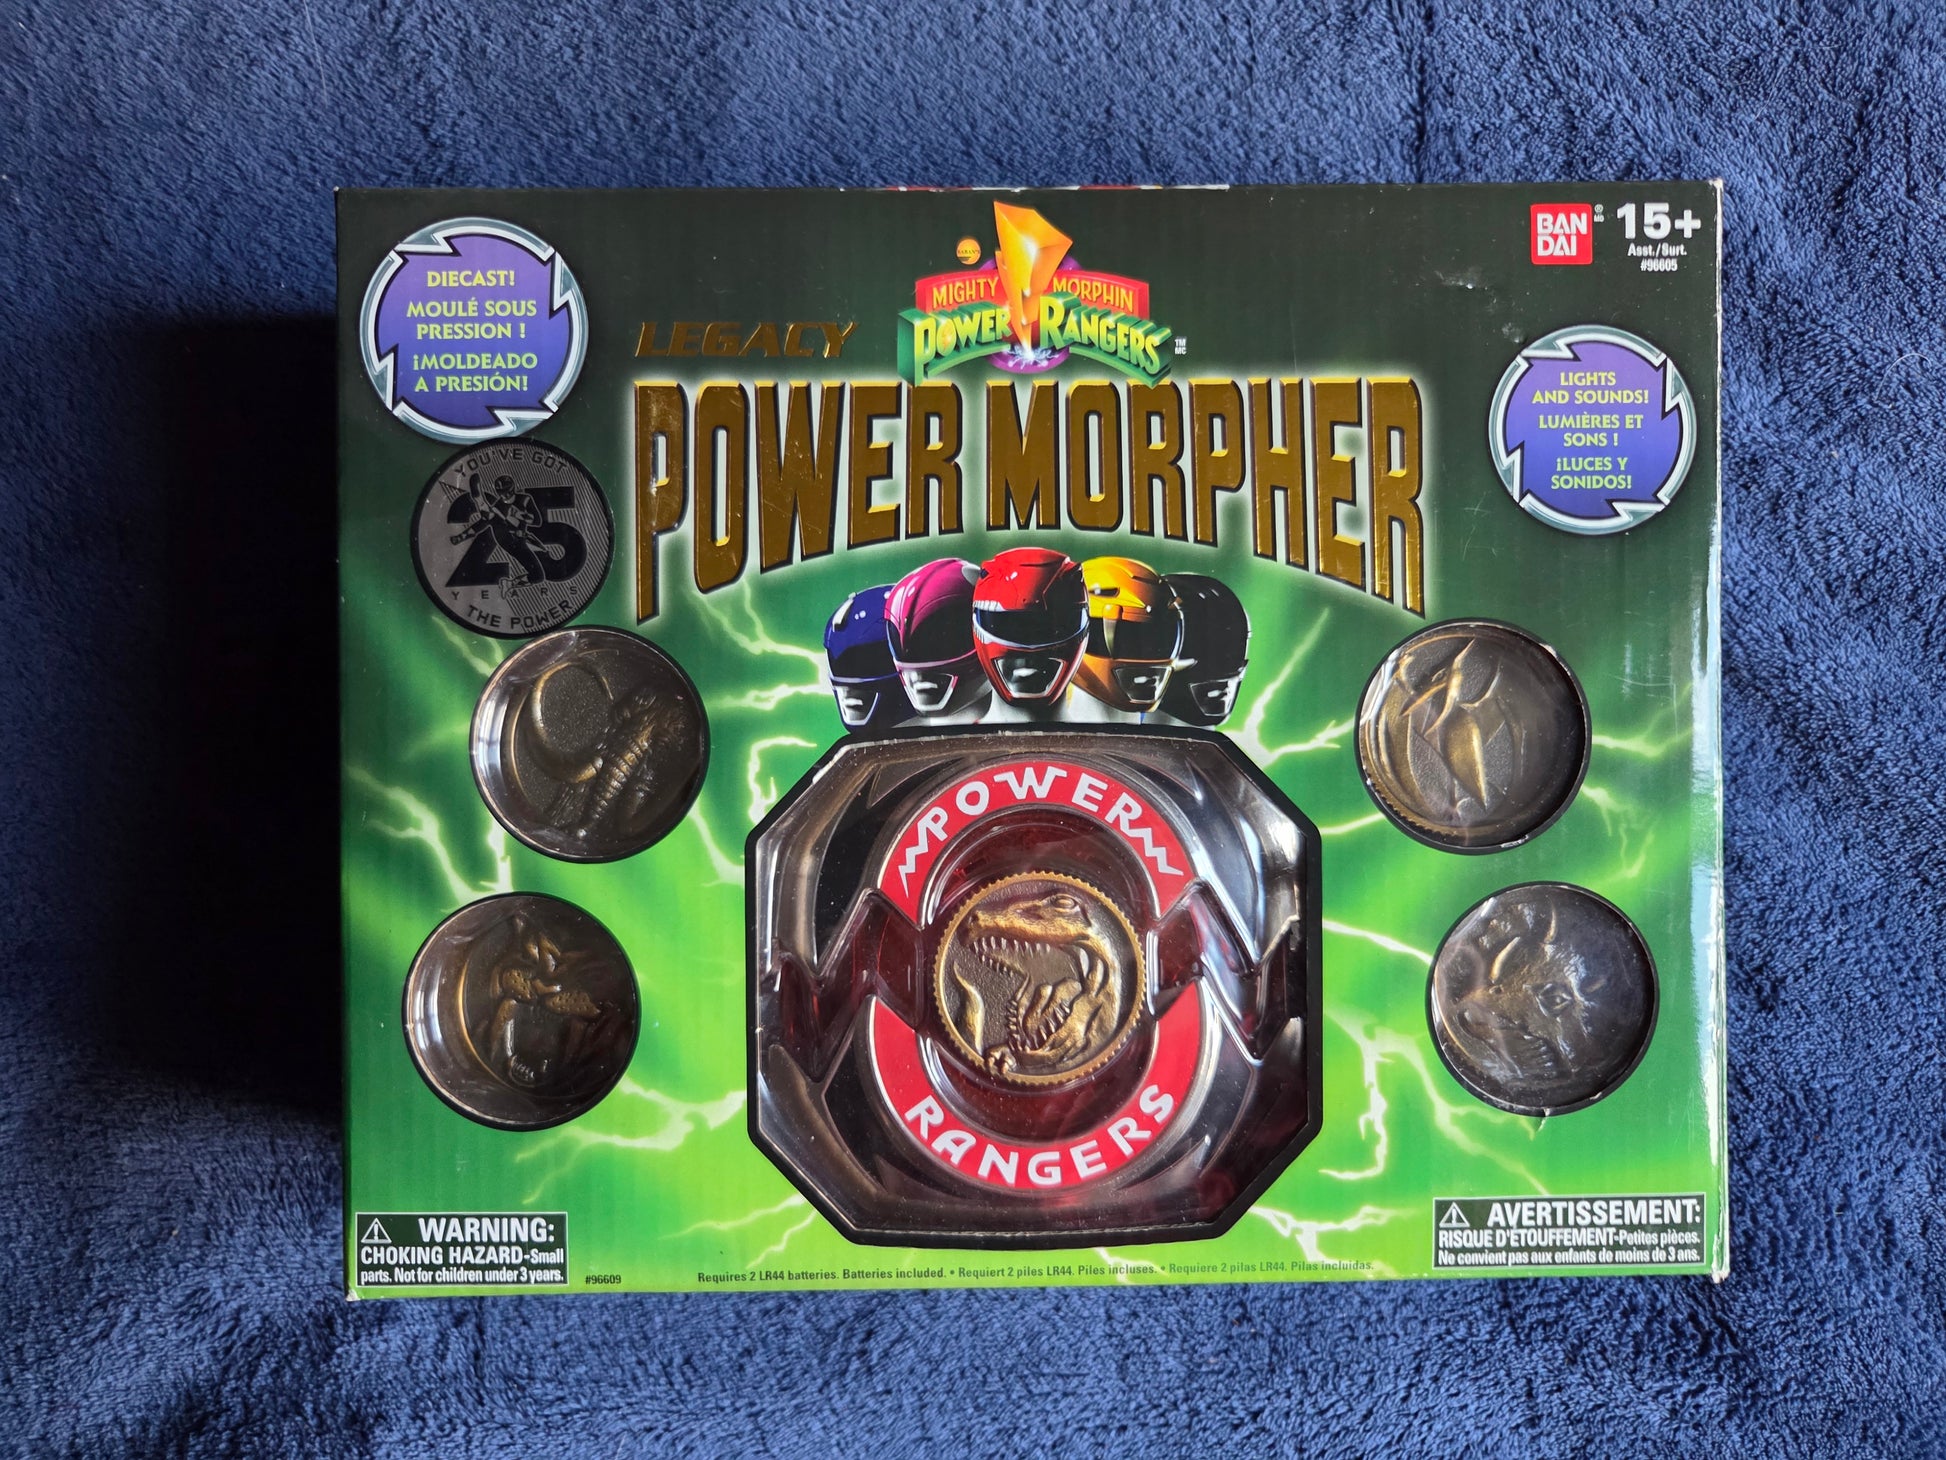 DIECAST!
MOULÉ SOUS
PRESSION !
¡MOLDEADO
A PRESIÓN!
SABAN'S
MIGHTY MORPHIN
POWER RANGERS
TM
MC
BAN
DAI
®
MD
15+
Asst./Surt.
#96605
LEGACY
POWER MORPHER
LIGHTS
AND SOUNDS!
LUMIÈRES ET
SONS !
¡LUCES Y
SONIDOS!
YOU'VE GOT
25
YEARS
THE POWER
POWER
RANGERS
WARNING:
CHOKING HAZARD-Small
parts. Not for children under 3 years.
#96609
Requires 2 LR44 batteries. Batteries included. • Requiert 2 piles LR44. Piles incluses. • Requiere 2 pilas LR44. Pilas incluidas.
AVERTISSEMENT:
RISQUE D'ETOUFFEMENT-Petites pièces.
Ne convient pas aux enfants de moins de 3 ans.